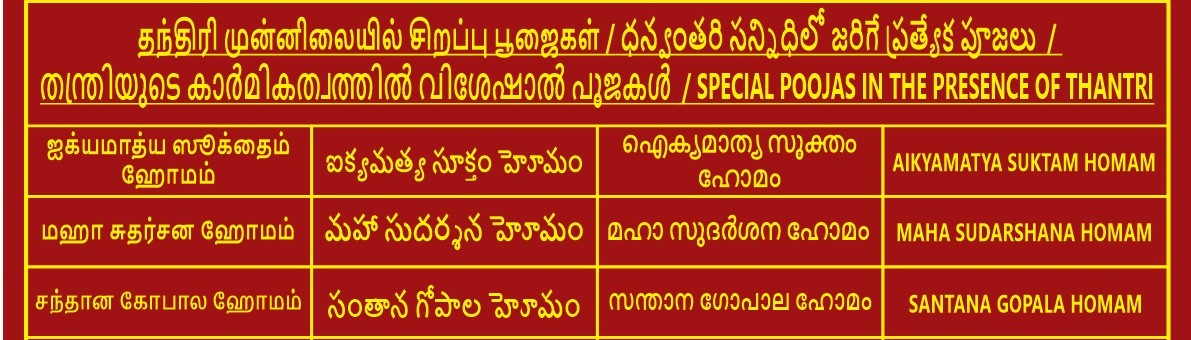 தந்திரி முன்னிலையில் சிறப்பு பூஜைகள் / ధన్వంతరి సన్నిధిలో జరిగే ప్రత్యేక పూజలు /
തന്ത്രിയുടെ കാർമികത്വത്തിൽ വിശേഷാൽ പൂജകൾ / SPECIAL POOJAS IN THE PRESENCE OF THANTRI
ஐக்யமாத்ய ஸூக்தைம் ஹோமம்
ఐక్యమత్య సూక్తం హెూమం
ഐക്യമാത്യ സൂക്തം ഹോമം
AIKYAMATYA SUKTAM HOMAM
மஹா சுதர்சன ஹோமம்
మహా సుదర్శన హెూమం
മഹാ സുദർശന ഹോമം
MAHA SUDARSHANA HOMAM
சந்தான கோபால ஹோமம்
సంతాన గోపాల హెూమం
സന്താന ഗോപാല ഹോമം
SANTANA GOPALA HOMAM